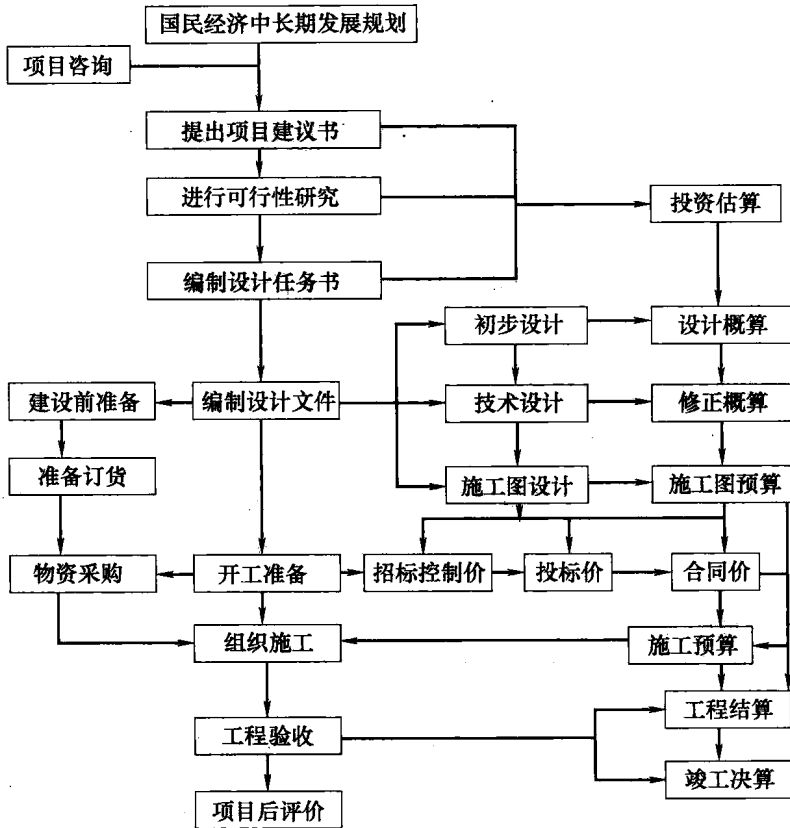 国民经济中长期发展规划
项目咨询
提出项目建议书
进行可行性研究
投资估算
编制设计任务书
初步设计
设计概算
建设前准备
编制设计文件
技术设计
修正概算
准备订货
施工图设计
施工图预算
物资采购
开工准备
招标控制价
投标价
合同价
组织施工
施工预算
工程结算
工程验收
竣工决算
项目后评价